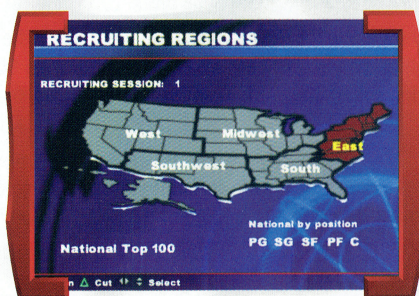 RECRUITING REGIONS
RECRUITING SESSION: 1
West
Midwest
East
Southwest
South
National by position
National Top 100
PG SG SF PF C
n △ Cut Select